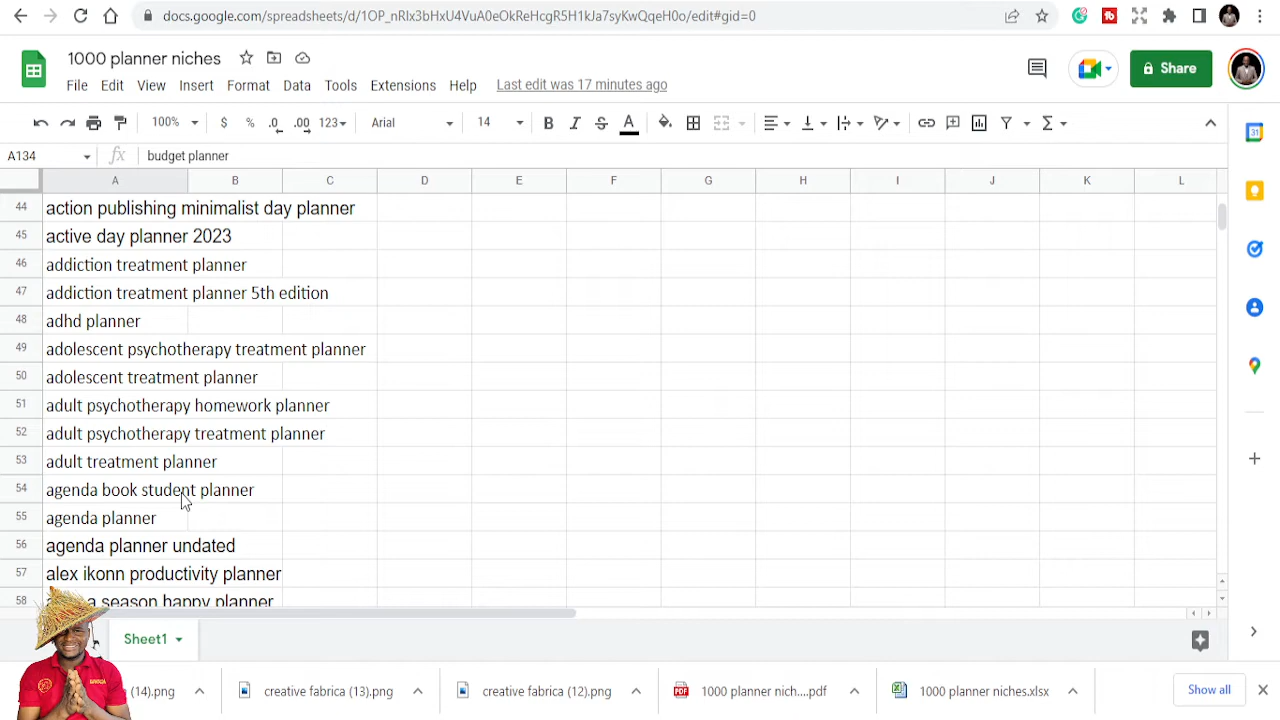 docs.google.com/spreadsheets/d/1OP_nRlx3bHxU4VuA0eOkReHcgR5H1kJa7syKwQqeH0o/edit#gid=0
1000 planner niches
File Edit View Insert Format Data Tools Extensions Help Last edit was 17 minutes ago
Share
100% $ % .0 .00 123 Arial 14 B I S A
A134 fx budget planner
A B C D E F G H I J K L
44 action publishing minimalist day planner
45 active day planner 2023
46 addiction treatment planner
47 addiction treatment planner 5th edition
48 adhd planner
49 adolescent psychotherapy treatment planner
50 adolescent treatment planner
51 adult psychotherapy homework planner
52 adult psychotherapy treatment planner
53 adult treatment planner
54 agenda book student planner
55 agenda planner
56 agenda planner undated
57 alex ikonn productivity planner
58 a season happy planner
Sheet1
(14).png creative fabrica (13).png creative fabrica (12).png 1000 planner nich....pdf 1000 planner niches.xlsx Show all